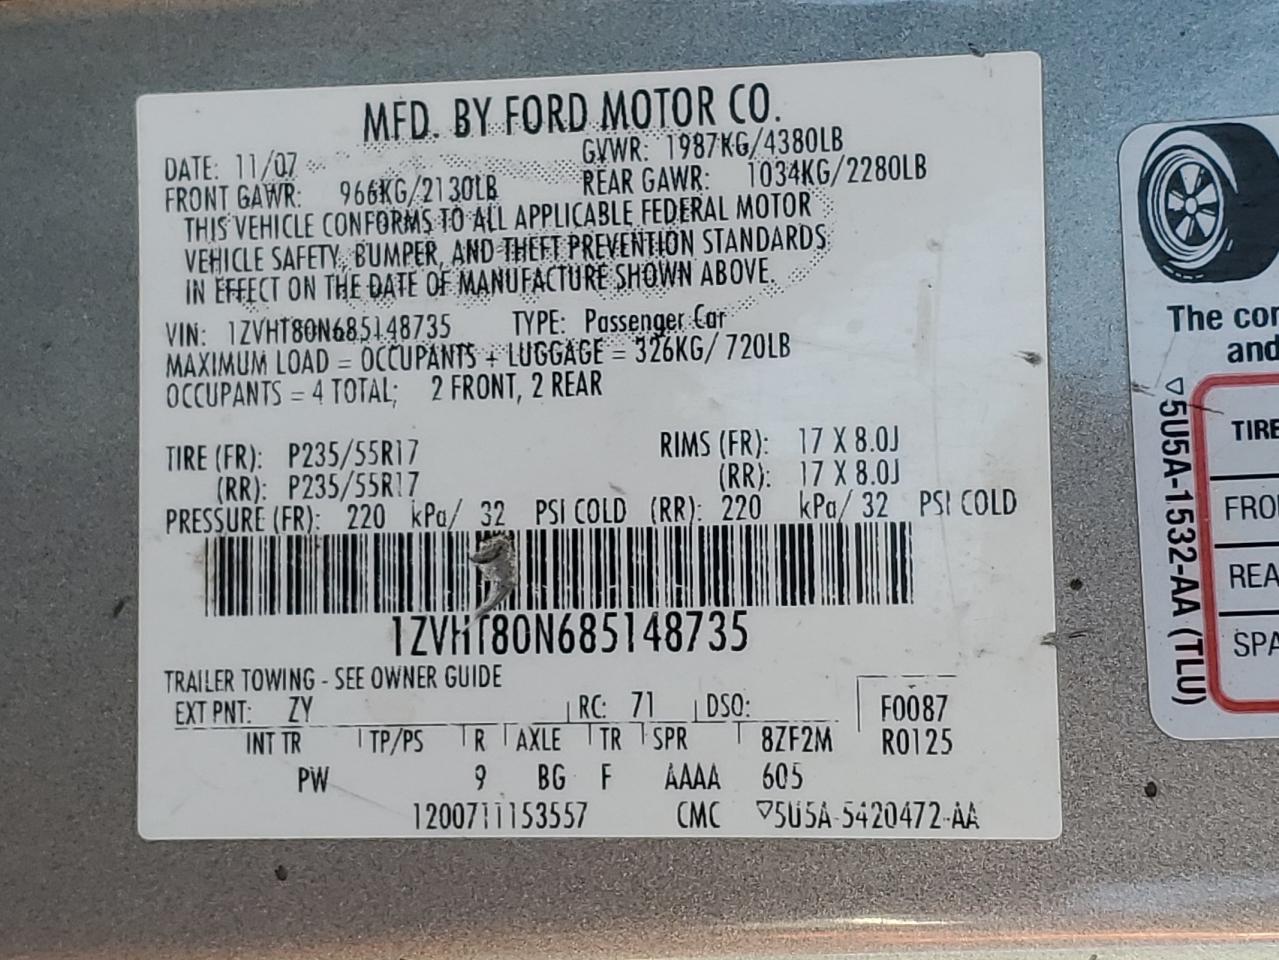 MFD. BY FORD MOTOR CO.
DATE: 11/07 GVWR: 1987KG/4380LB
FRONT GAWR: 966KG/2130LB REAR GAWR: 1034KG/2280LB
THIS VEHICLE CONFORMS TO ALL APPLICABLE FEDERAL MOTOR
VEHICLE SAFETY, BUMPER, AND THEFT PREVENTION STANDARDS
IN EFFECT ON THE DATE OF MANUFACTURE SHOWN ABOVE.
VIN: 1ZVHT80N685148735 TYPE: Passenger Car
MAXIMUM LOAD = OCCUPANTS + LUGGAGE = 326KG/ 720LB
OCCUPANTS = 4 TOTAL; 2 FRONT, 2 REAR
TIRE (FR): P235/55R17 RIMS (FR): 17 X 8.0J
(RR): P235/55R17 (RR): 17 X 8.0J
PRESSURE (FR): 220 kPa/ 32 PSI COLD (RR): 220 kPa/ 32 PSI COLD
1ZVHT80N685148735
TRAILER TOWING - SEE OWNER GUIDE
EXT PNT: ZY RC: 71 DSO: F0087
INT TR TP/PS R AXLE TR SPR 8ZF2M R0125
PW 9 BG F AAAA 605
1200711153557 CMC ▽5U5A-5420472-AA
The
and
▽5U5A-1532-AA (TLU)
TIRE